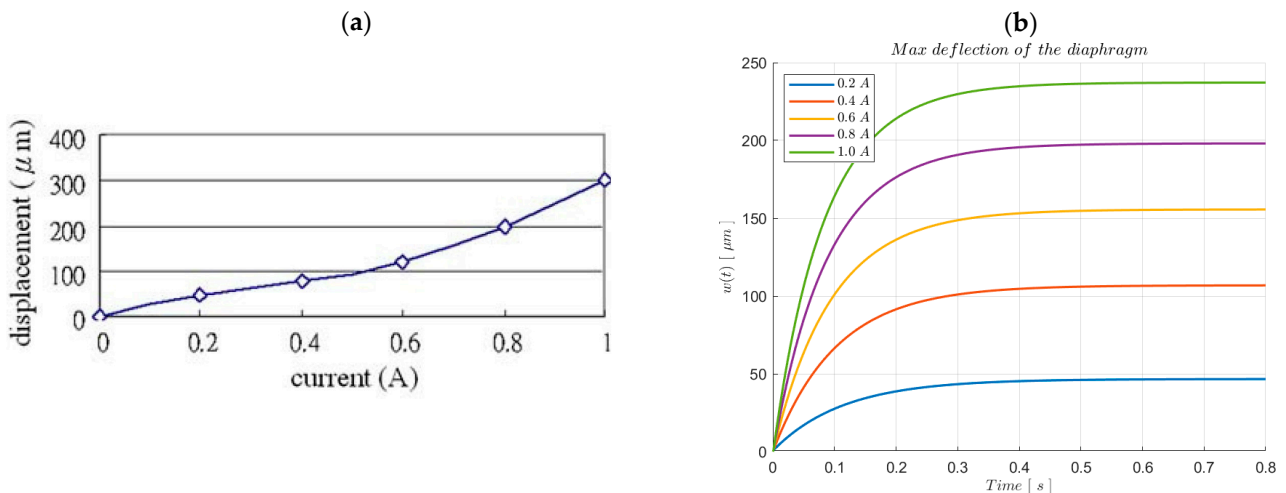 (a)
displacement (μm)
400
300
200
100
0
0 0.2 0.4 0.6 0.8 1
current (A)
(b)
Max deflection of the diaphragm
w(t) [ μm ]
250
200
150
100
50
0
0.2 A
0.4 A
0.6 A
0.8 A
1.0 A
0 0.1 0.2 0.3 0.4 0.5 0.6 0.7 0.8
Time [ s ]